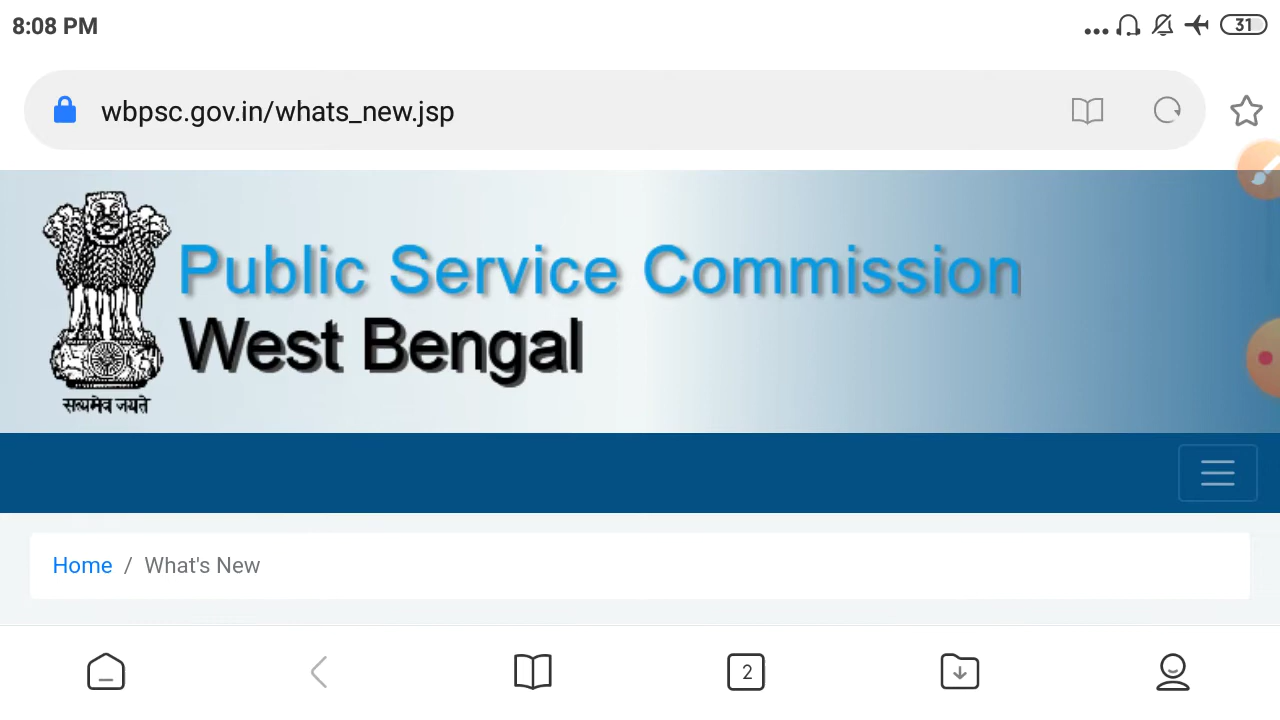 8:08 PM
31
wbpsc.gov.in/whats_new.jsp
Public Service Commission
West Bengal
सत्यमेव जयते
Home / What's New
2